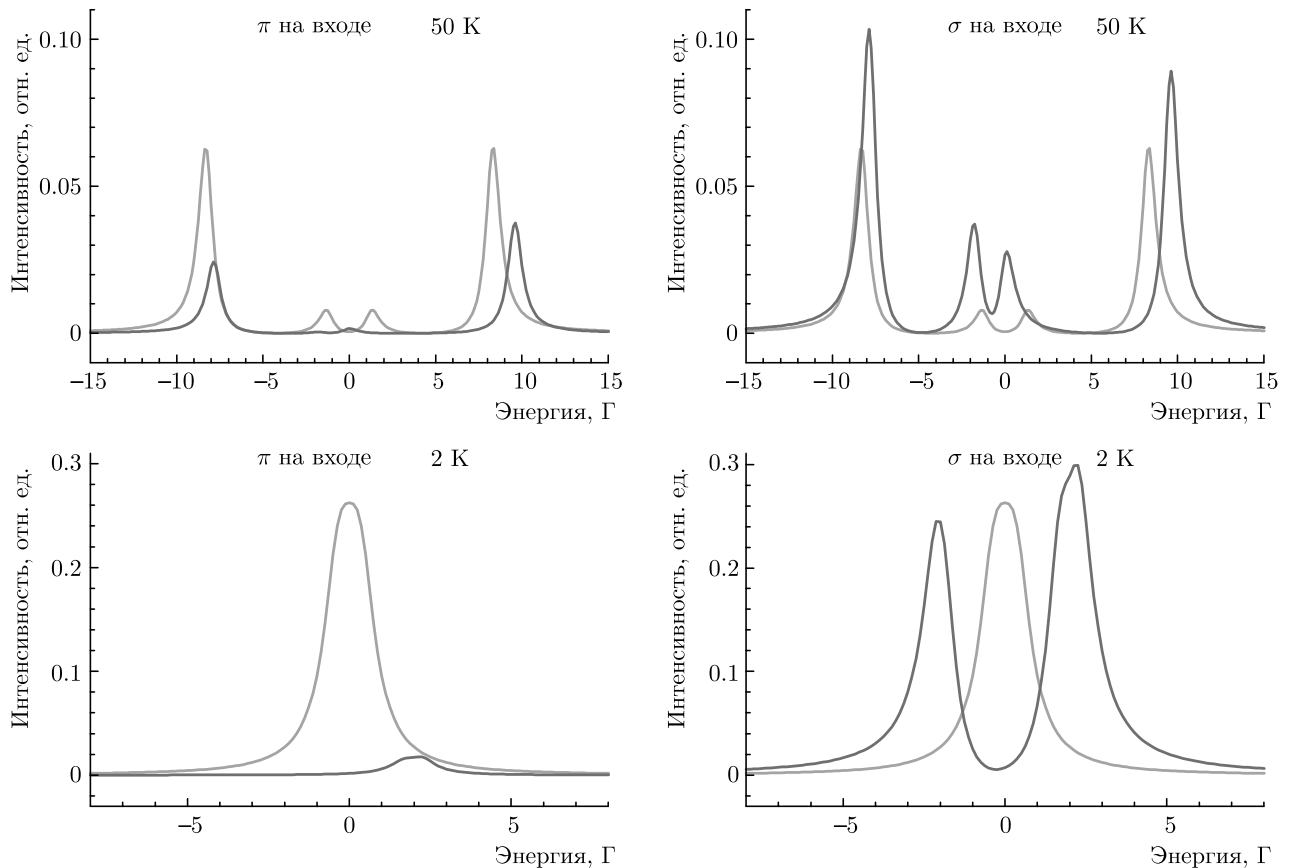 π на входе 50 K
Интенсивность, отн. ед.
0.10
0.05
0
−15 −10 −5 0 5 10 15
Энергия, Γ
σ на входе 50 K
Интенсивность, отн. ед.
0.10
0.05
0
−15 −10 −5 0 5 10 15
Энергия, Γ
π на входе 2 K
Интенсивность, отн. ед.
0.3
0.2
0.1
0
−5 0 5
Энергия, Γ
σ на входе 2 K
Интенсивность, отн. ед.
0.3
0.2
0.1
0
−5 0 5
Энергия, Γ